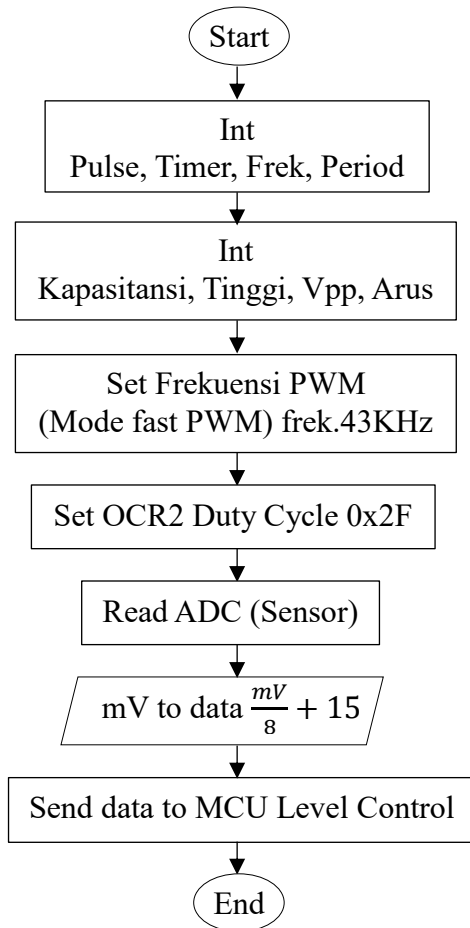 Start
Int
Pulse, Timer, Frek, Period
Int
Kapasitansi, Tinggi, Vpp, Arus
Set Frekuensi PWM
(Mode fast PWM) frek.43KHz
Set OCR2 Duty Cycle 0x2F
Read ADC (Sensor)
mV to data mV/8 + 15
Send data to MCU Level Control
End